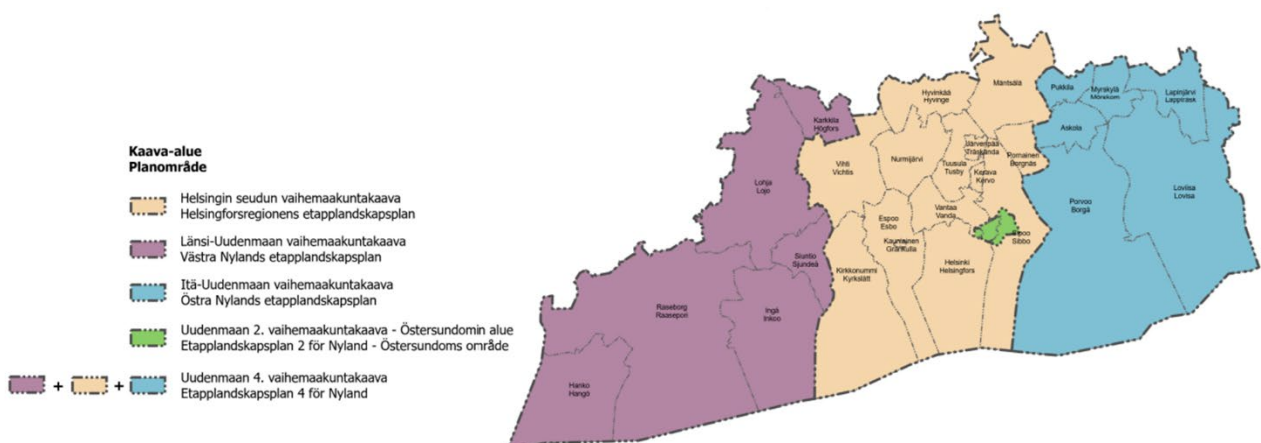 Kaava-alue
Planområde
Helsingin seudun vaihemaakuntakaava
Helsingforsregionens etapplandskapsplan
Länsi-Uudenmaan vaihemaakuntakaava
Västra Nylands etapplandskapsplan
Itä-Uudenmaan vaihemaakuntakaava
Östra Nylands etapplandskapsplan
Uudenmaan 2. vaihemaakuntakaava - Östersundomin alue
Etapplandskapsplan 2 för Nyland - Östersundoms område
+ +
Uudenmaan 4. vaihemaakuntakaava
Etapplandskapsplan 4 för Nyland
Mäntsälä
Hyvinkää
Hyvinge
Pukkila
Myrskylä
Mörskom
Lapinjärvi
Lappträsk
Karkkila
Högfors
Askola
Järvenpää
Träskända
Pornainen
Borgnäs
Vihti
Vichtis
Nurmijärvi
Tuusula
Tusby
Kerava
Kervo
Lohja
Lojo
Loviisa
Lovisa
Porvoo
Borgå
Vantaa
Vanda
Espoo
Esbo
Kauniainen
Grankulla
Sibbo
Siuntio
Sjundeå
Kirkkonummi
Kyrkslätt
Helsinki
Helsingfors
Raseborg
Raasepori
Ingå
Inkoo
Hanko
Hangö